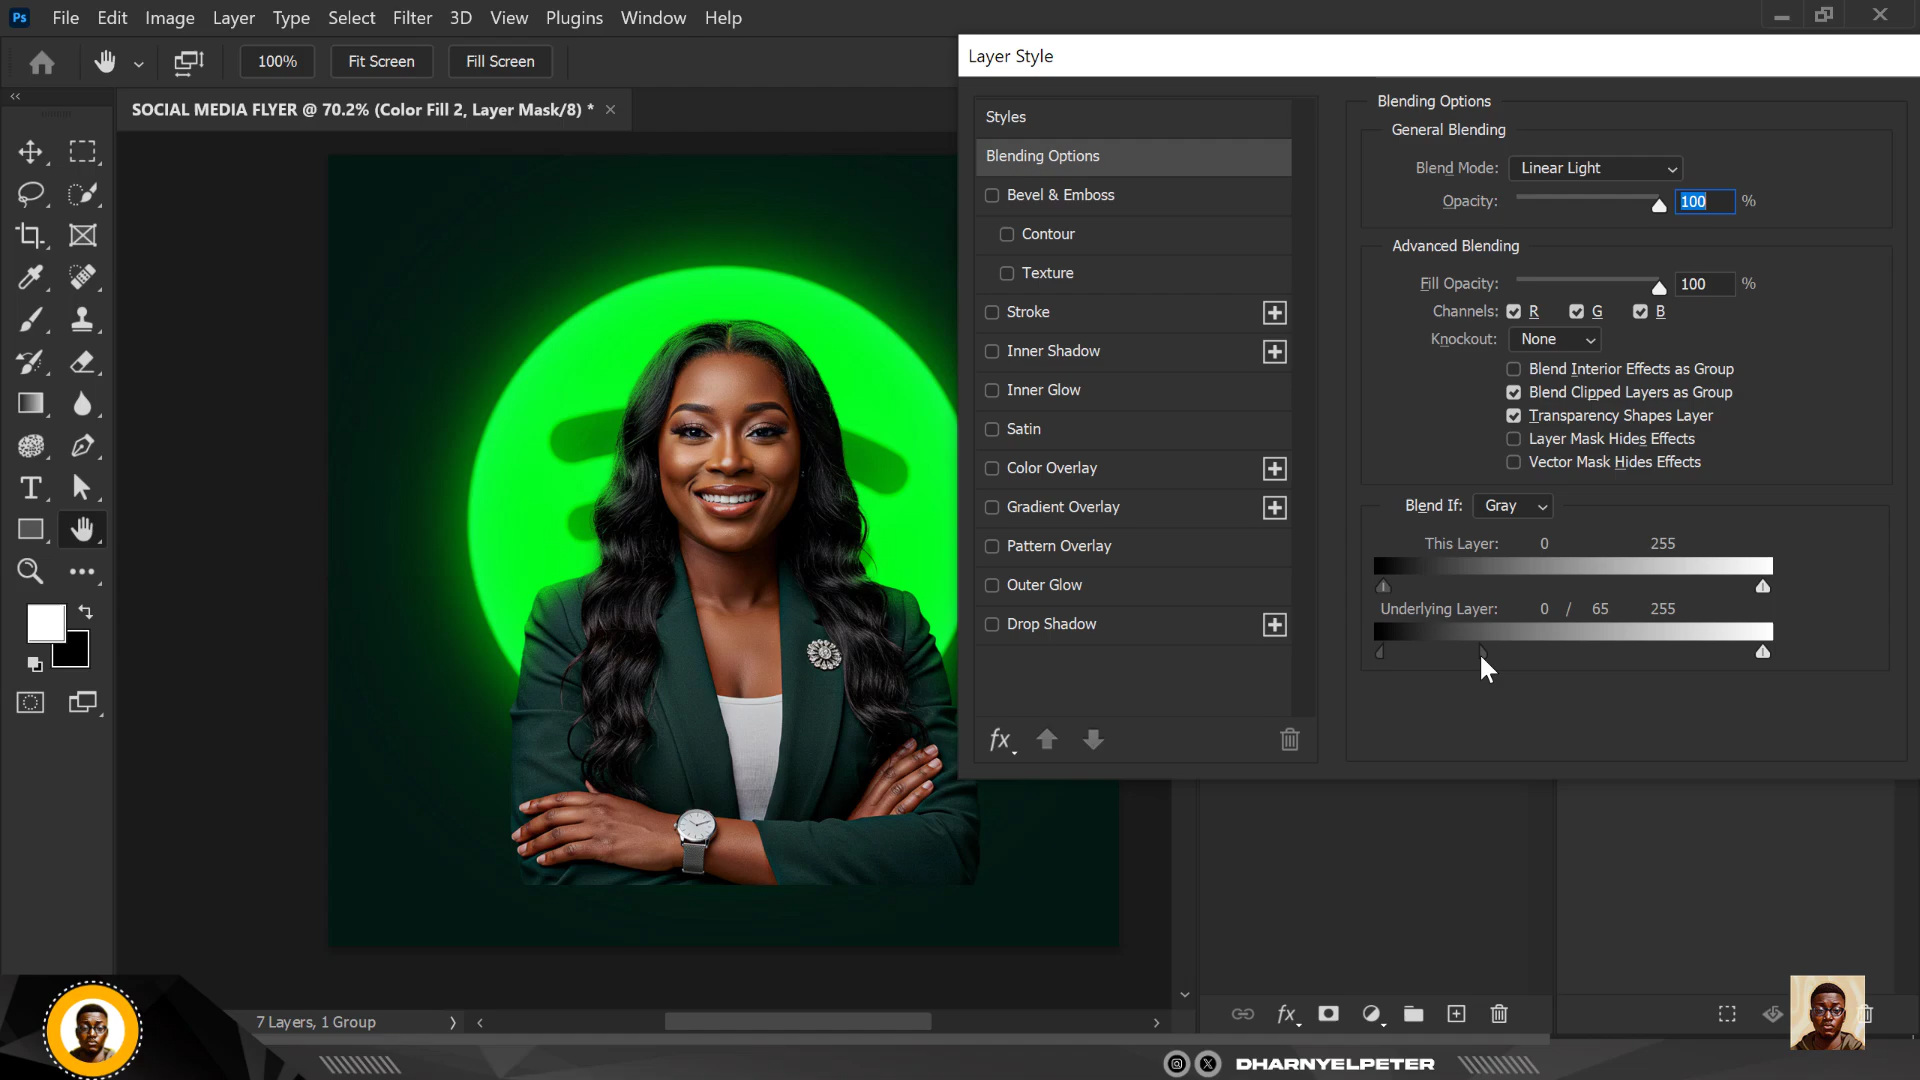 Ps File Edit Image Layer Type Select Filter 3D View Plugins Window Help
100% Fit Screen Fill Screen
Layer Style
SOCIAL MEDIA FLYER @ 70.2% (Color Fill 2, Layer Mask/8) *
Styles
Blending Options
Bevel & Emboss
Contour
Texture
Stroke
Inner Shadow
Inner Glow
Satin
Color Overlay
Gradient Overlay
Pattern Overlay
Outer Glow
Drop Shadow
fx
Blending Options
General Blending
Blend Mode: Linear Light
Opacity: 100 %
Advanced Blending
Fill Opacity: 100 %
Channels: R G B
Knockout: None
Blend Interior Effects as Group
Blend Clipped Layers as Group
Transparency Shapes Layer
Layer Mask Hides Effects
Vector Mask Hides Effects
Blend If: Gray
This Layer: 0 255
Underlying Layer: 0 / 65 255
7 Layers, 1 Group
fx
DHARNYELPETER